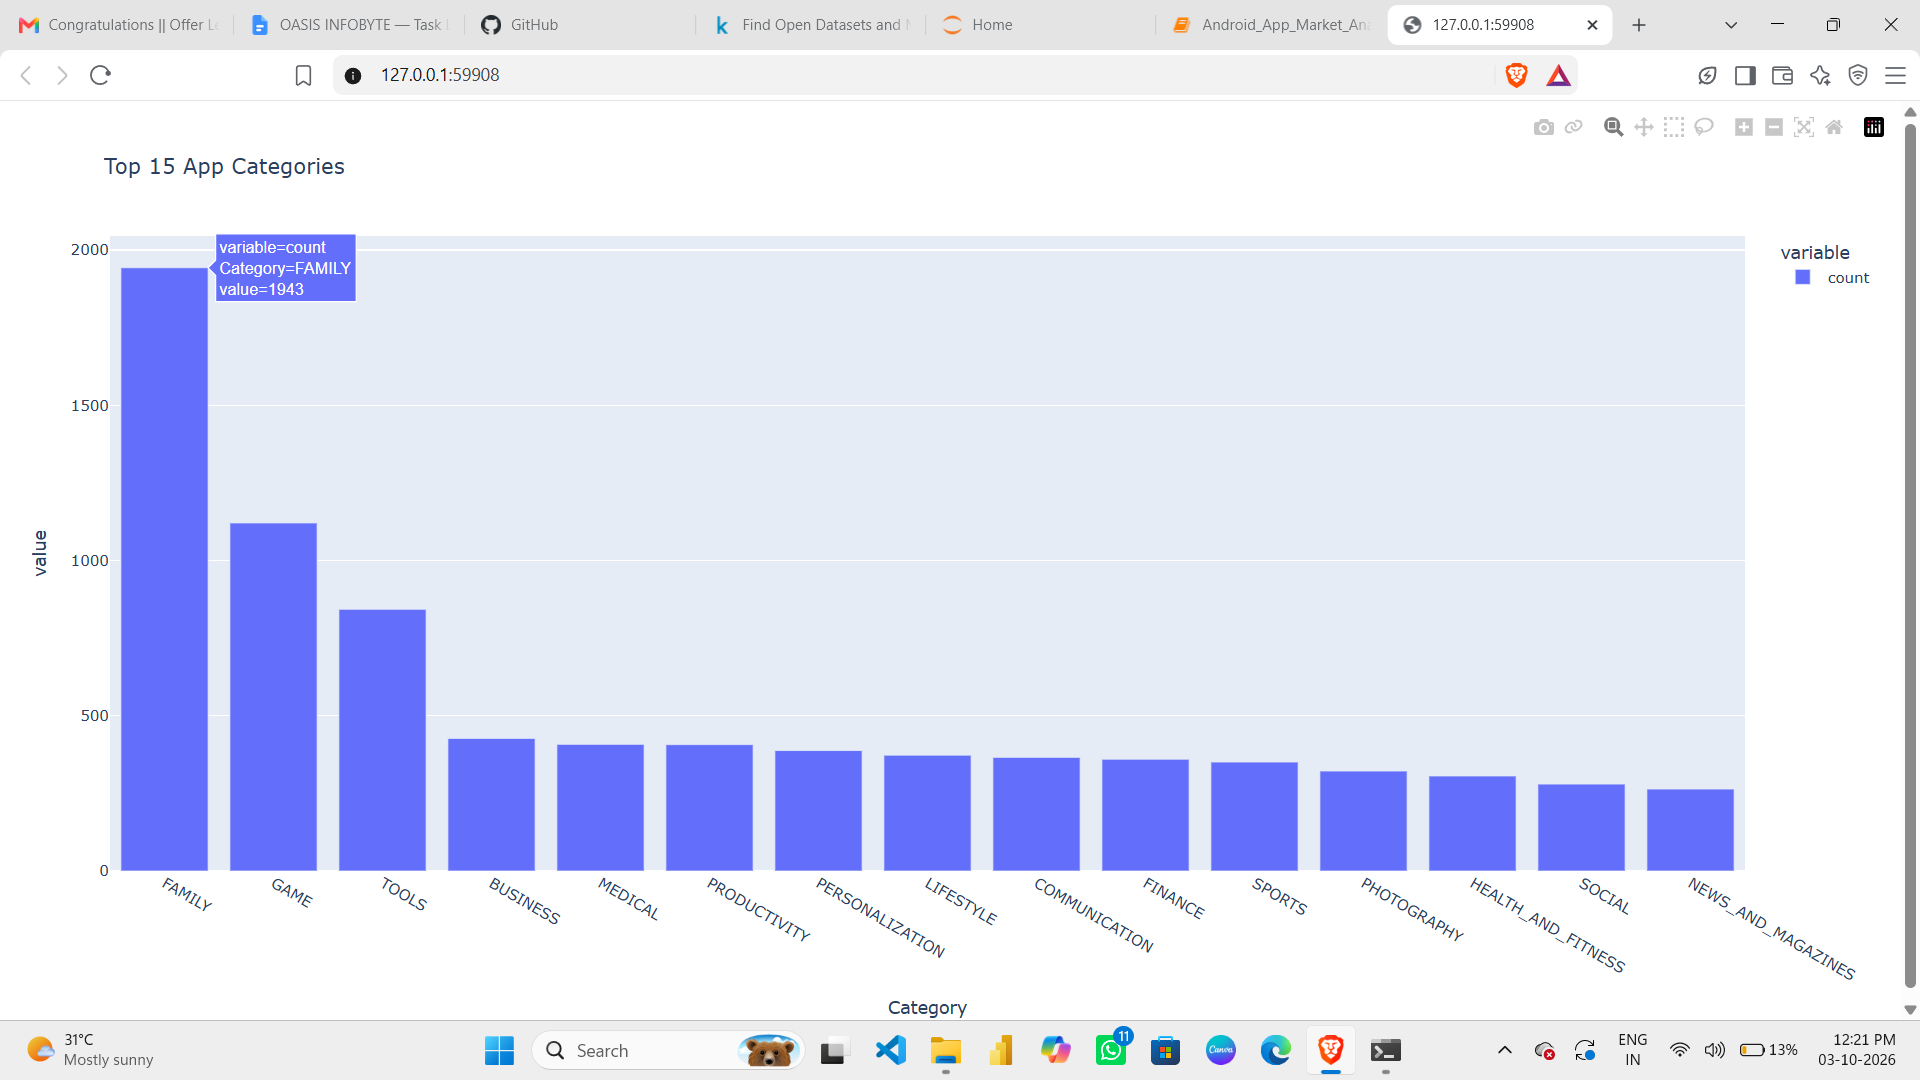 Congratulations || Offer Le
OASIS INFOBYTE — Task L
GitHub
Find Open Datasets and M
Home
Android_App_Market_Ana
127.0.0.1:59908
127.0.0.1:59908
Top 15 App Categories
variable=count
Category=FAMILY
value=1943
variable
count
2000
1500
1000
500
0
value
FAMILY
GAME
TOOLS
BUSINESS
MEDICAL
PRODUCTIVITY
PERSONALIZATION
LIFESTYLE
COMMUNICATION
FINANCE
SPORTS
PHOTOGRAPHY
HEALTH_AND_FITNESS
SOCIAL
NEWS_AND_MAGAZINES
Category
31°C
Mostly sunny
Search
Canva
11
ENG
IN
13%
12:21 PM
03-10-2026